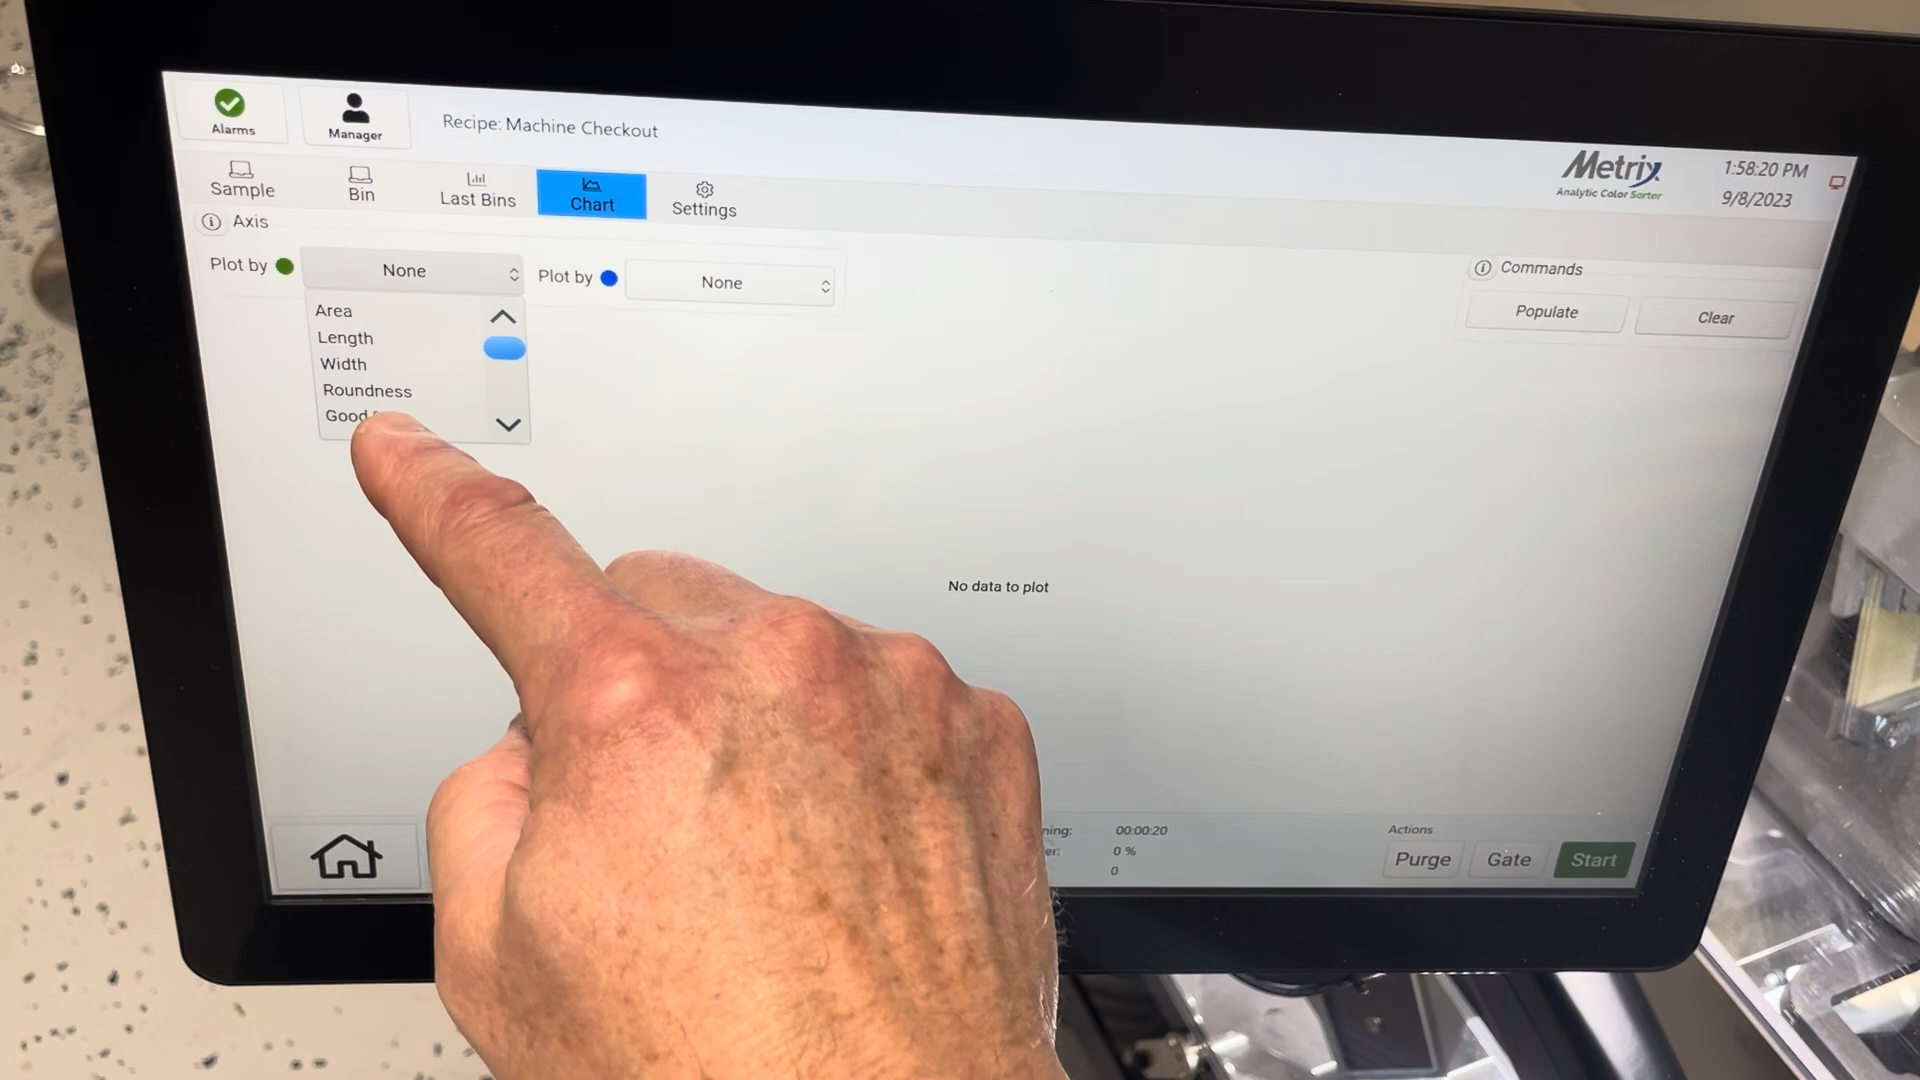 Alarms
Manager
Recipe: Machine Checkout
Metrix
Analytic Color Sorter
1:58:20 PM
9/8/2023
Sample
Bin
Last Bins
Chart
Settings
Axis
Plot by
None
Plot by
None
Commands
Populate
Clear
Area
Length
Width
Roundness
Good
No data to plot
00:00:20
0 %
0
Actions
Purge
Gate
Start